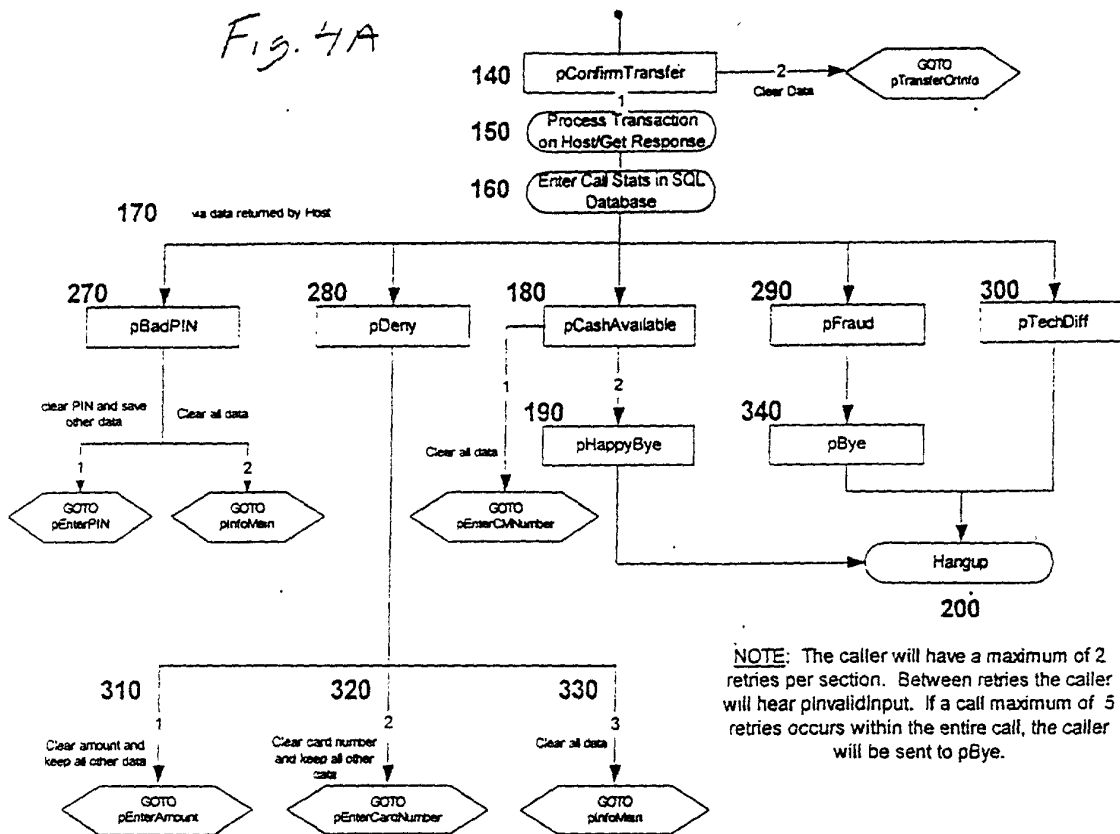 Fig. 4A
140
pConfirmTransfer
2
Clear Data
GOTO
pTransferOrInfo
1
150
Process Transaction
on Host/Get Response
160
Enter Call Stats in SQL
Database
170
via data returned by Host
270
pBadPIN
280
pDeny
180
pCashAvailable
290
pFraud
300
pTechDiff
clear PIN and save
other data
Clear all data
1
2
GOTO
pEnterPIN
GOTO
pInfoMain
1
2
Clear all data
GOTO
pEnterCMNumber
190
pHappyBye
340
pBye
Hangup
200
NOTE: The caller will have a maximum of 2
retries per section. Between retries the caller
will hear pInvalidInput. If a call maximum of 5
retries occurs within the entire call, the caller
will be sent to pBye.
310
1
Clear amount and
keep all other data
GOTO
pEnterAmount
320
2
Clear card number
and keep all other
data
GOTO
pEnterCardNumber
330
3
Clear all data
GOTO
pInfoMain